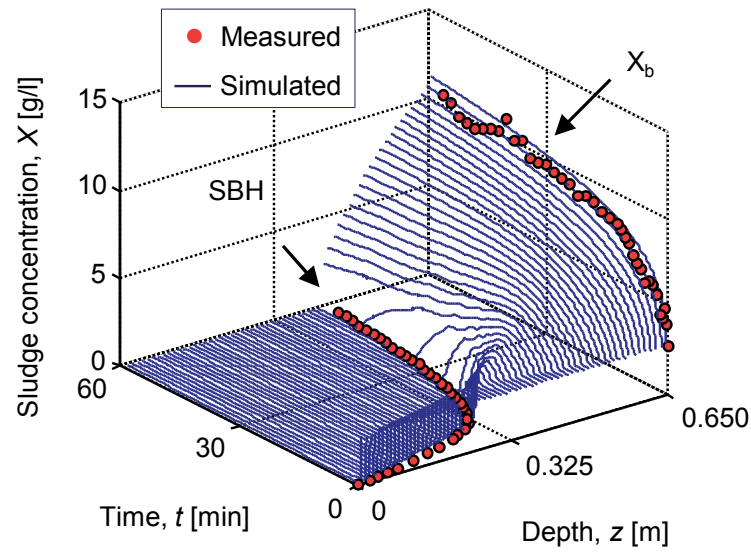 Measured
Simulated
X_b
SBH
Sludge concentration, X [g/l]
15
10
5
0
60
30
0
Time, t [min]
0
0.325
0.650
Depth, z [m]